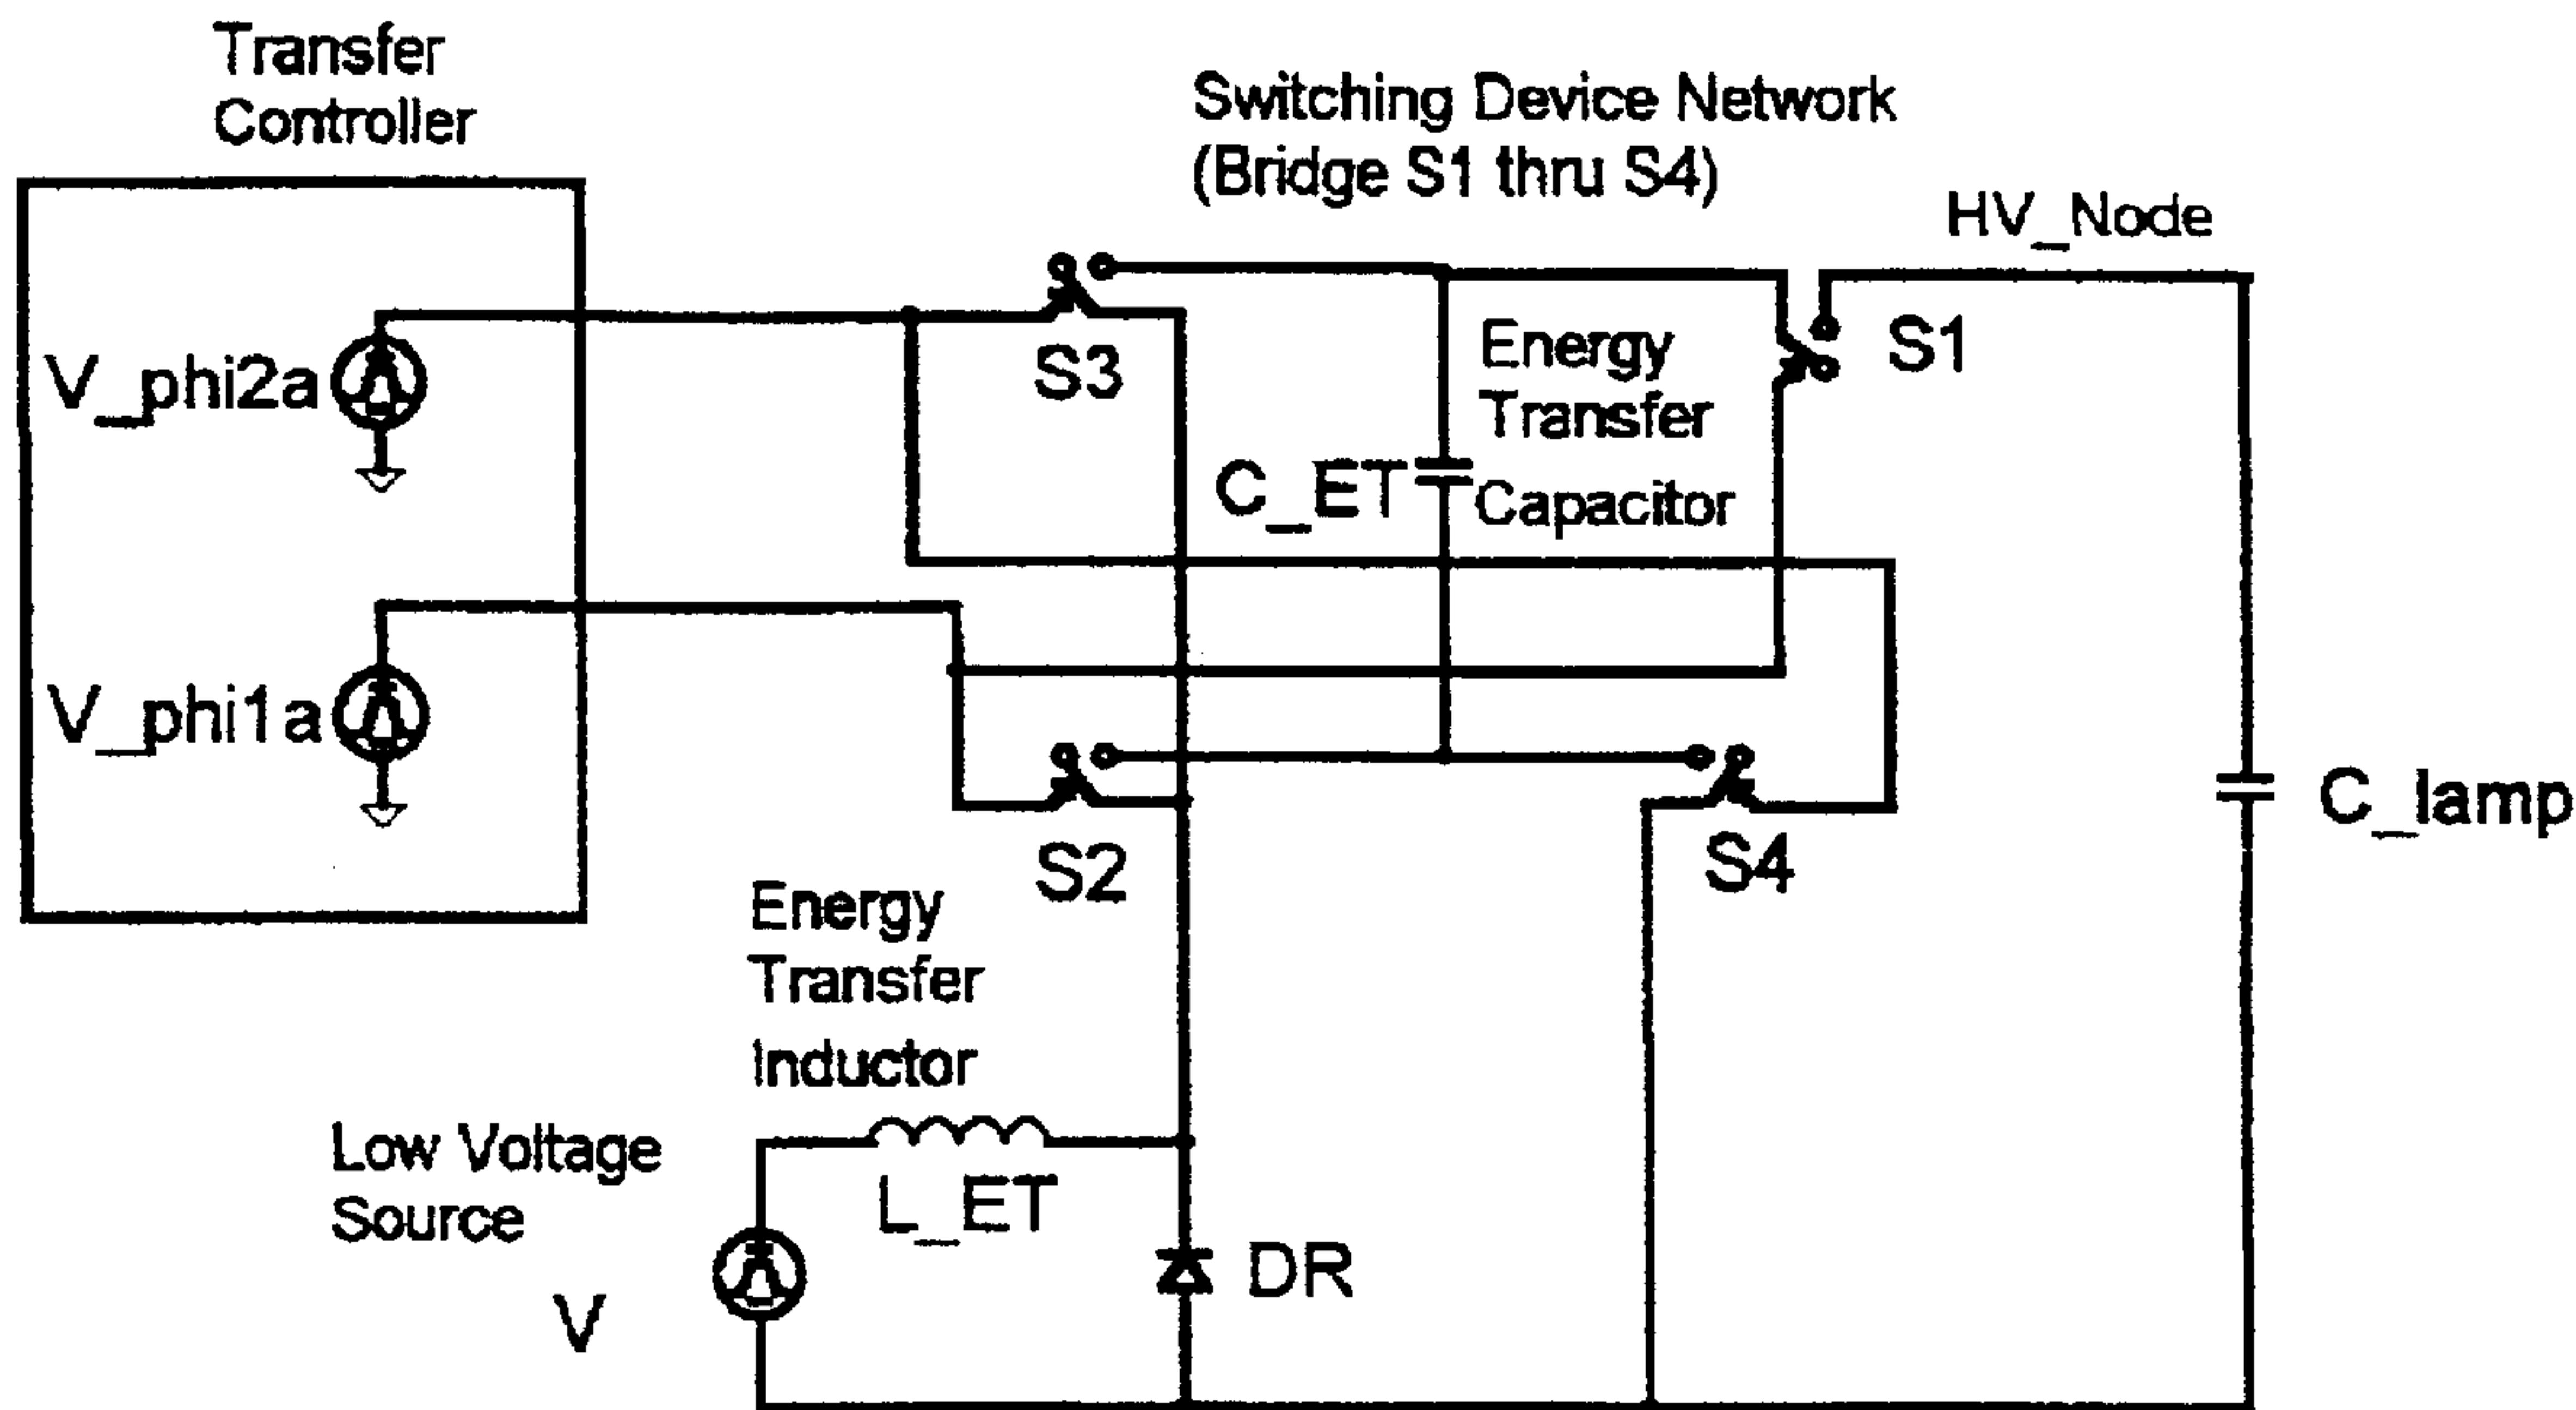 Transfer
Controller
Switching Device Network
(Bridge S1 thru S4)
HV_Node
V_phi2a
S3
Energy
Transfer
Capacitor
S1
C_ET
V_phi1a
S2
S4
C_lamp
Energy
Transfer
Inductor
Low Voltage
Source
L_ET
V
DR